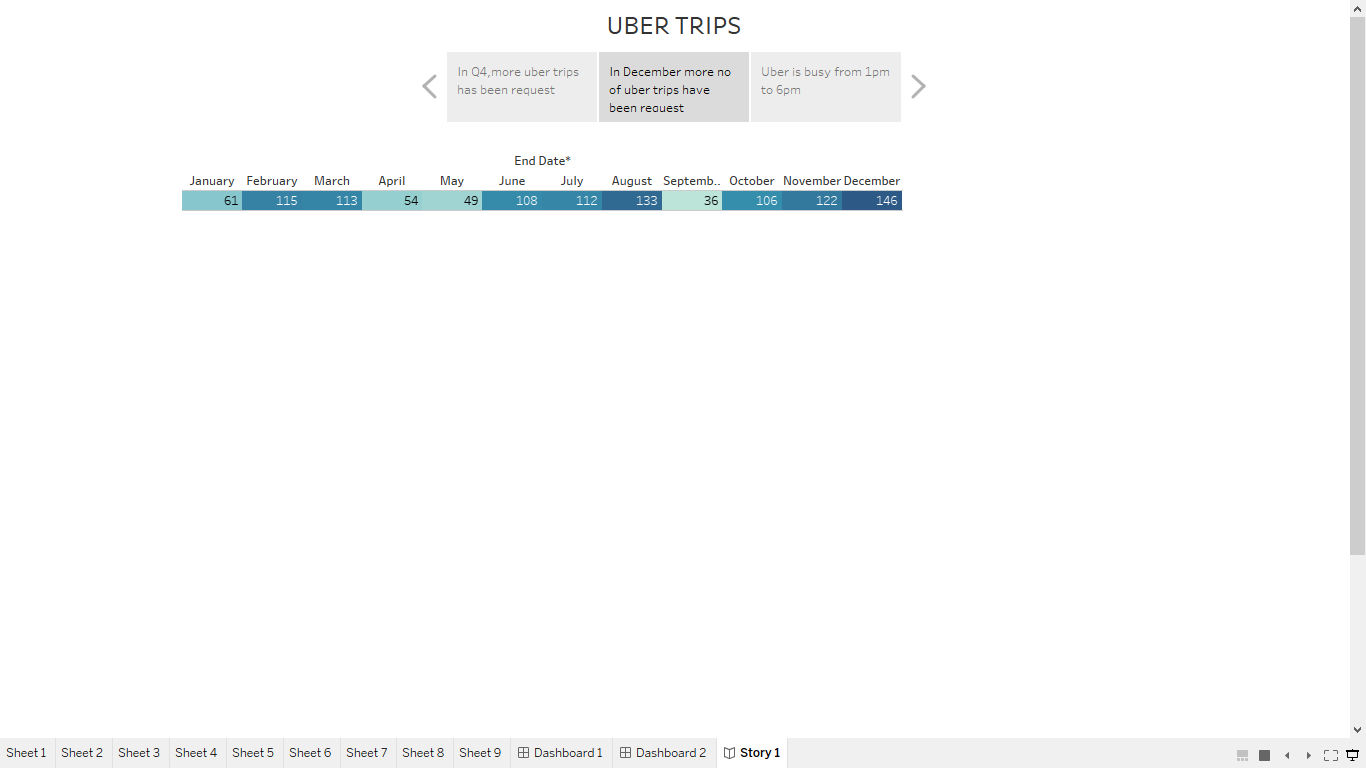 UBER TRIPS
In Q4,more uber trips
has been request
In December more no
of uber trips have
been request
Uber is busy from 1pm
to 6pm
End Date*
January February March April May June July August Septemb.. October November December
61 115 113 54 49 108 112 133 36 106 122 146
Sheet 1 Sheet 2 Sheet 3 Sheet 4 Sheet 5 Sheet 6 Sheet 7 Sheet 8 Sheet 9 Dashboard 1 Dashboard 2 Story 1